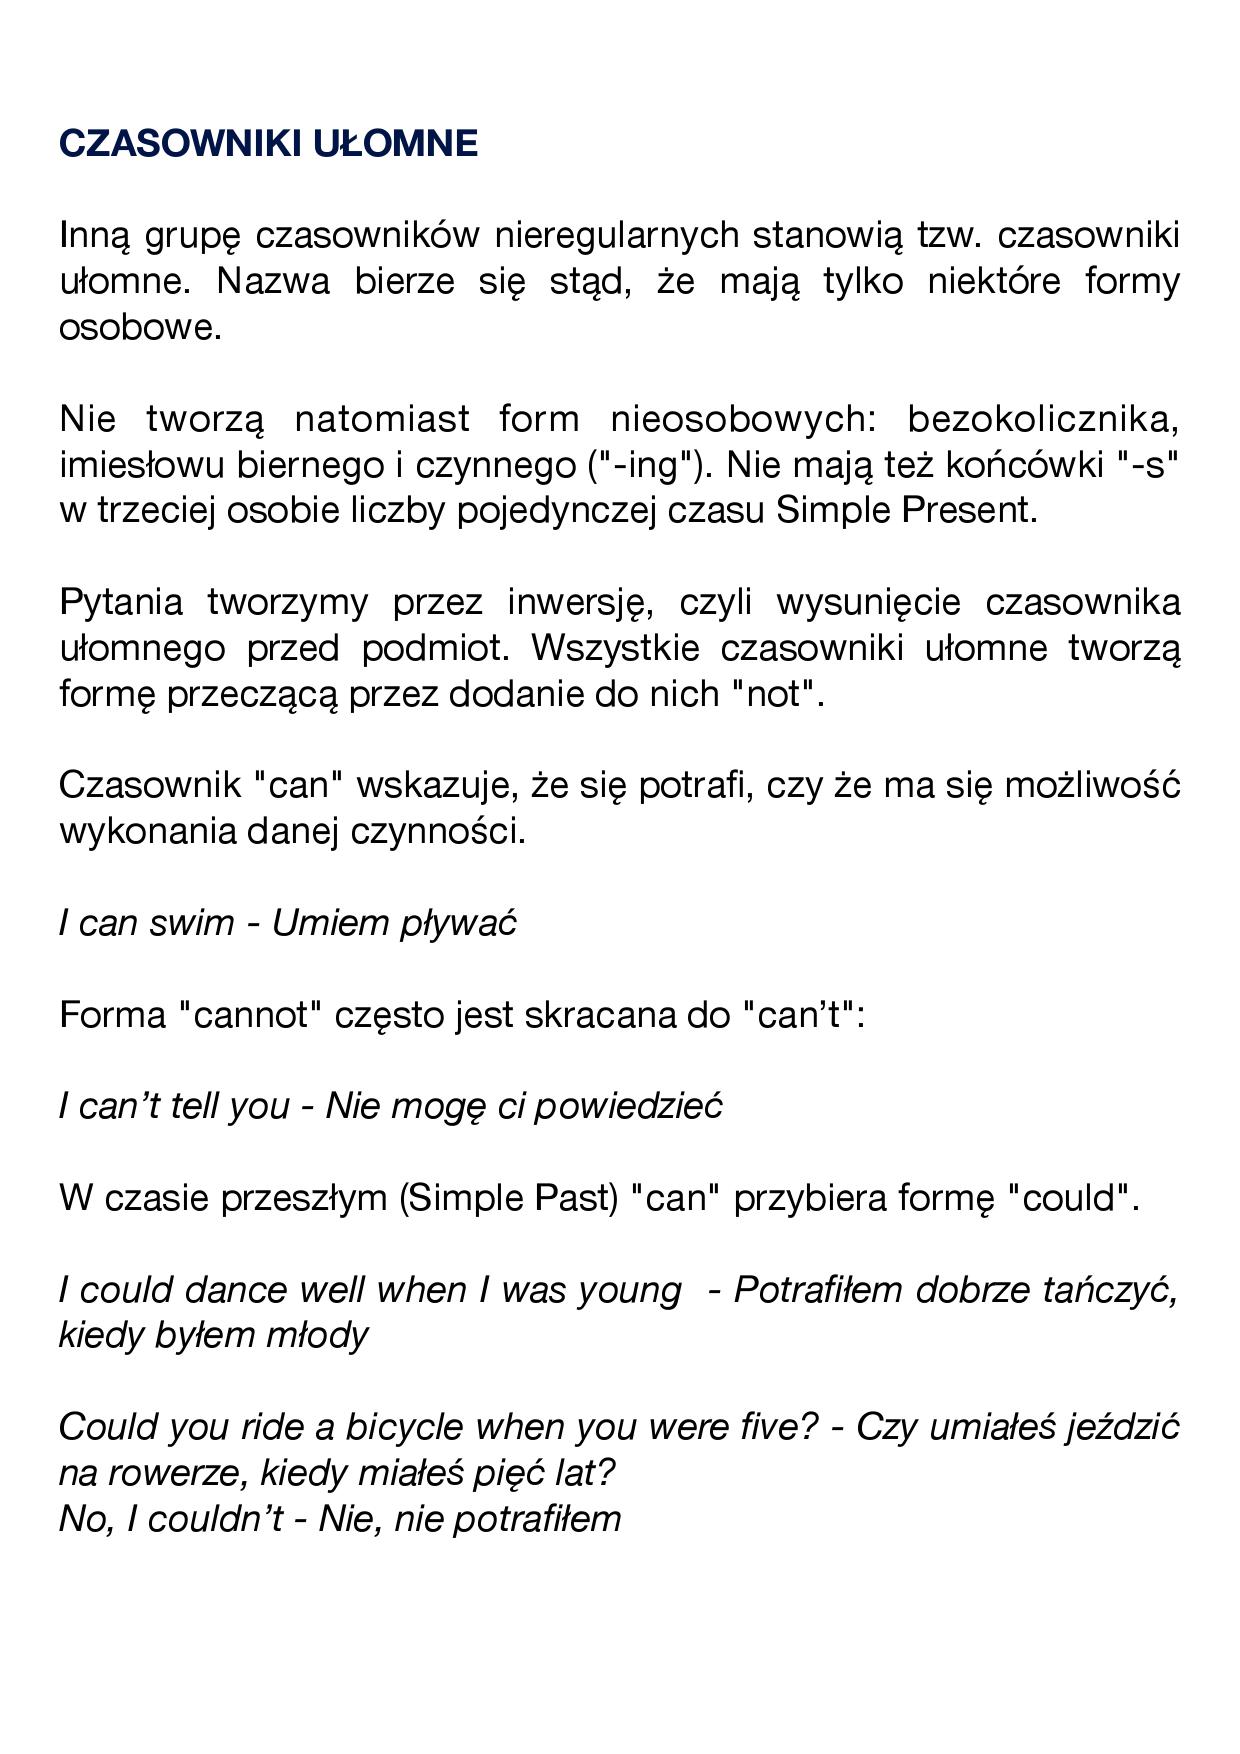 CZASOWNIKI UŁOMNE
Inną grupę czasowników nieregularnych stanowią tzw. czasowniki
ułomne. Nazwa bierze się stąd, że mają tylko niektóre formy
osobowe.
Nie tworzą natomiast form nieosobowych: bezokolicznika,
imiesłowu biernego i czynnego ("-ing"). Nie mają też końcówki "-s"
w trzeciej osobie liczby pojedynczej czasu Simple Present.
Pytania tworzymy przez inwersję, czyli wysunięcie czasownika
ułomnego przed podmiot. Wszystkie czasowniki ułomne tworzą
formę przeczącą przez dodanie do nich "not".
Czasownik "can" wskazuje, że się potrafi, czy że ma się możliwość
wykonania danej czynności.
I can swim - Umiem pływać
Forma "cannot" często jest skracana do "can’t":
I can’t tell you - Nie mogę ci powiedzieć
W czasie przeszłym (Simple Past) "can" przybiera formę "could".
I could dance well when I was young  - Potrafiłem dobrze tańczyć,
kiedy byłem młody
Could you ride a bicycle when you were five? - Czy umiałeś jeździć
na rowerze, kiedy miałeś pięć lat?
No, I couldn’t - Nie, nie potrafiłem